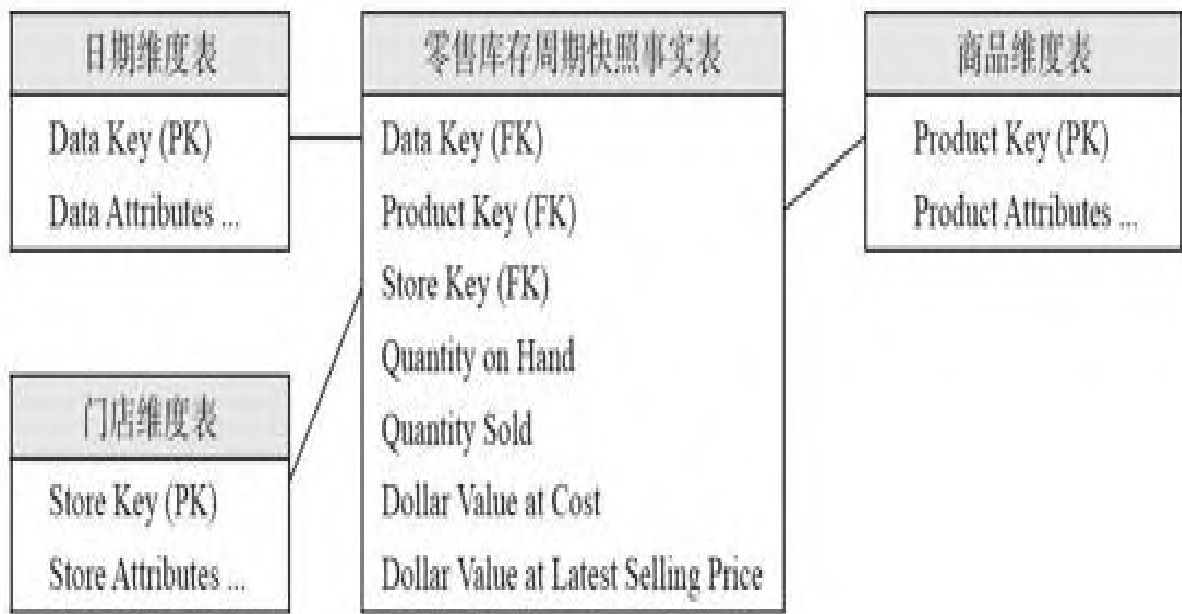 日期维度表
Data Key (PK)
Data Attributes ...
零售库存周期快照事实表
Data Key (FK)
Product Key (FK)
Store Key (FK)
Quantity on Hand
Quantity Sold
Dollar Value at Cost
Dollar Value at Latest Selling Price
商品维度表
Product Key (PK)
Product Attributes ...
门店维度表
Store Key (PK)
Store Attributes ...